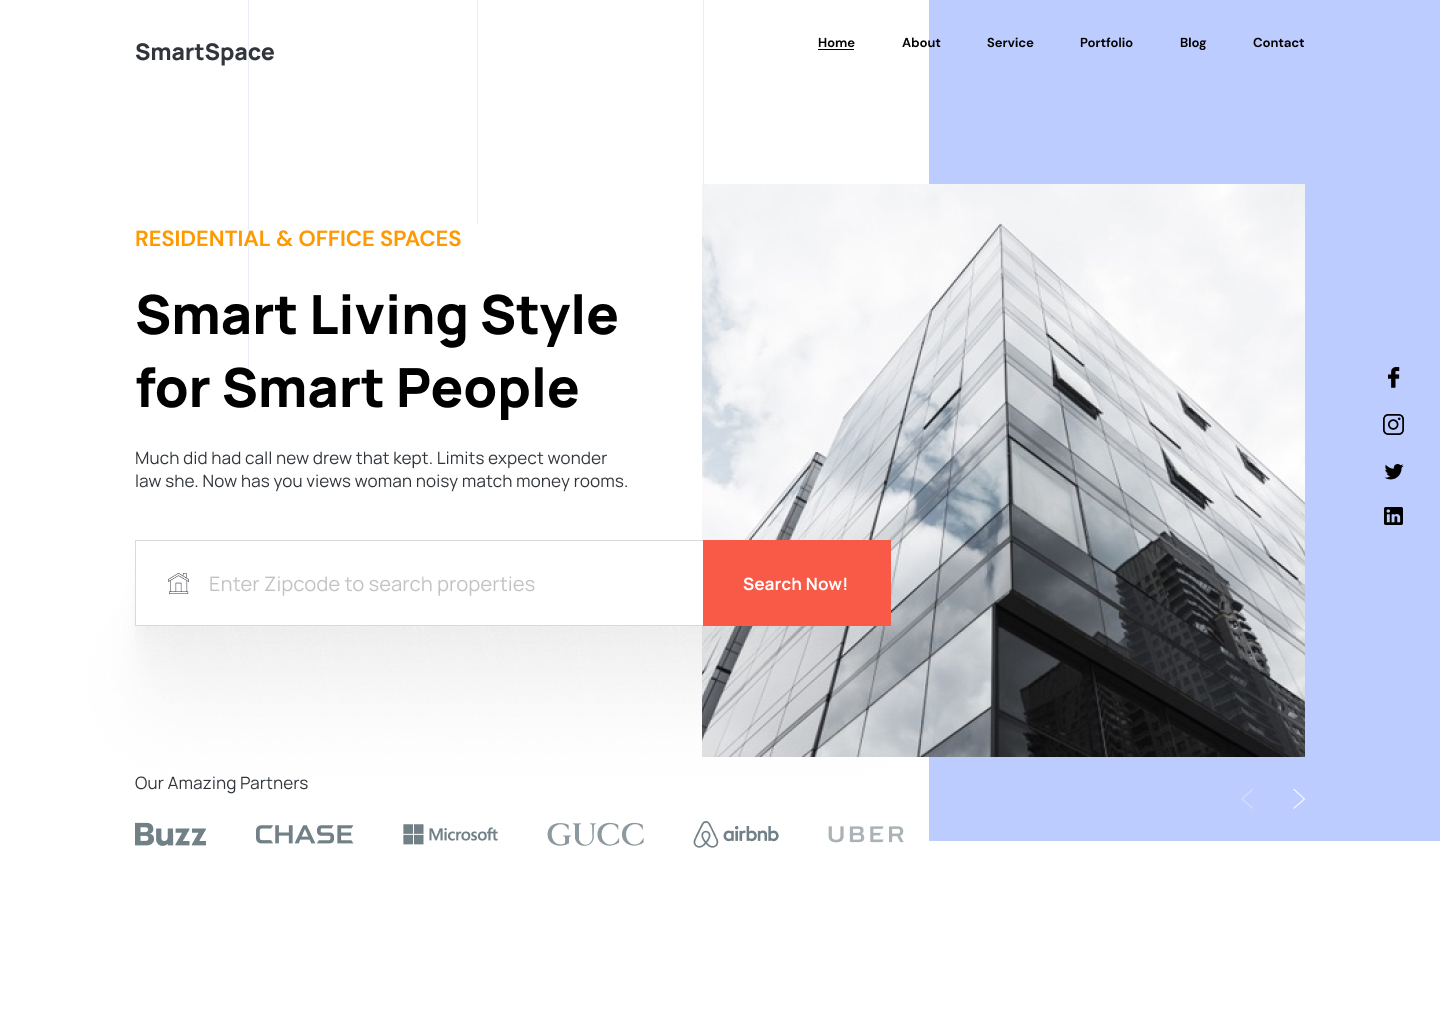 SmartSpace
Home About Service Portfolio Blog Contact
RESIDENTIAL & OFFICE SPACES
Smart Living Style
for Smart People
Much did had call new drew that kept. Limits expect wonder
law she. Now has you views woman noisy match money rooms.
Enter Zipcode to search properties
Search Now!
Our Amazing Partners
Buzz CHASE Microsoft GUCC airbnb UBER